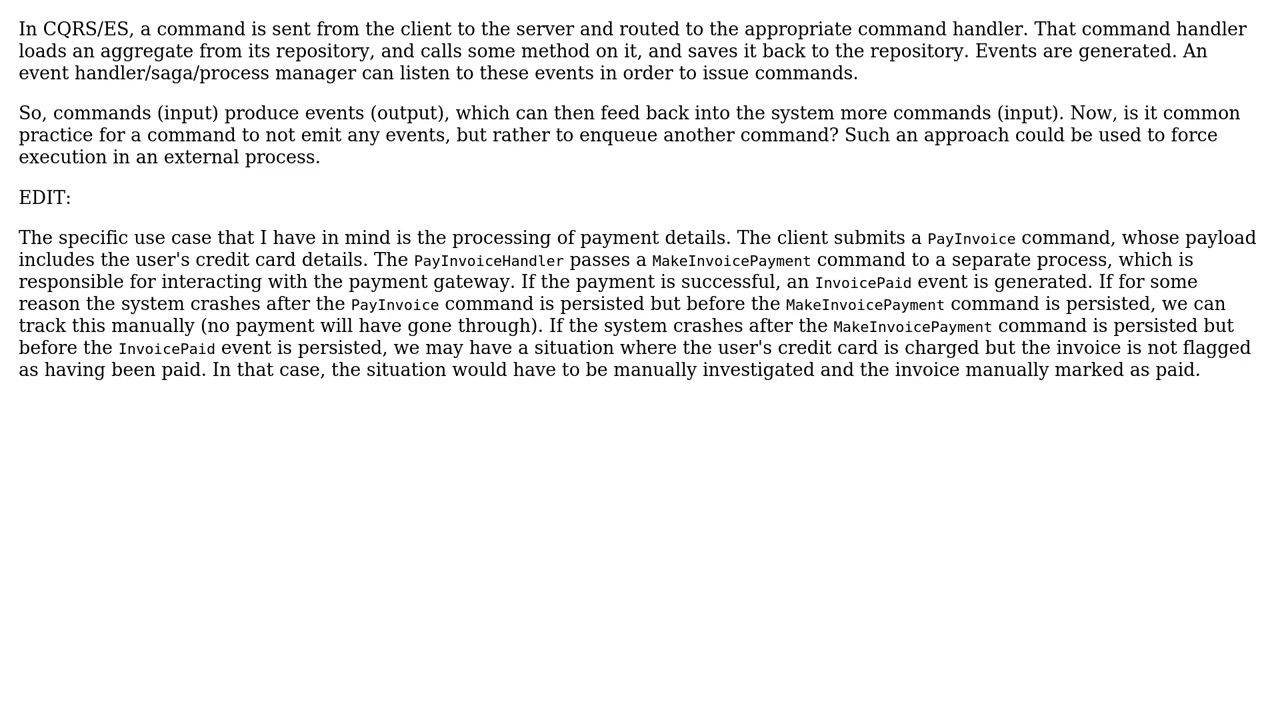 In CQRS/ES, a command is sent from the client to the server and routed to the appropriate command handler. That command handler
loads an aggregate from its repository, and calls some method on it, and saves it back to the repository. Events are generated. An
event handler/saga/process manager can listen to these events in order to issue commands.
So, commands (input) produce events (output), which can then feed back into the system more commands (input). Now, is it common
practice for a command to not emit any events, but rather to enqueue another command? Such an approach could be used to force
execution in an external process.
EDIT:
The specific use case that I have in mind is the processing of payment details. The client submits a PayInvoice command, whose payload
includes the user's credit card details. The PayInvoiceHandler passes a MakeInvoicePayment command to a separate process, which is
responsible for interacting with the payment gateway. If the payment is successful, an InvoicePaid event is generated. If for some
reason the system crashes after the PayInvoice command is persisted but before the MakeInvoicePayment command is persisted, we can
track this manually (no payment will have gone through). If the system crashes after the MakeInvoicePayment command is persisted but
before the InvoicePaid event is persisted, we may have a situation where the user's credit card is charged but the invoice is not flagged
as having been paid. In that case, the situation would have to be manually investigated and the invoice manually marked as paid.